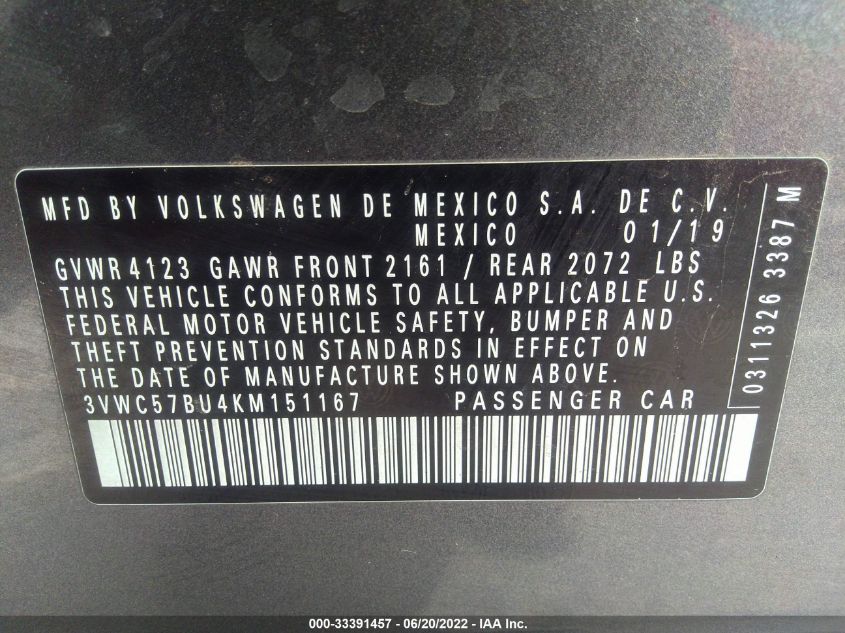 MFD BY VOLKSWAGEN DE MEXICO S.A. DE C.V.
MEXICO 01/19
GVWR 4123 GAWR FRONT 2161 / REAR 2072 LBS
THIS VEHICLE CONFORMS TO ALL APPLICABLE U.S.
FEDERAL MOTOR VEHICLE SAFETY, BUMPER AND
THEFT PREVENTION STANDARDS IN EFFECT ON
THE DATE OF MANUFACTURE SHOWN ABOVE.
3VWC57BU4KM151167 PASSENGER CAR
0311326 3387 M
000-33391457 - 06/20/2022 - IAA Inc.